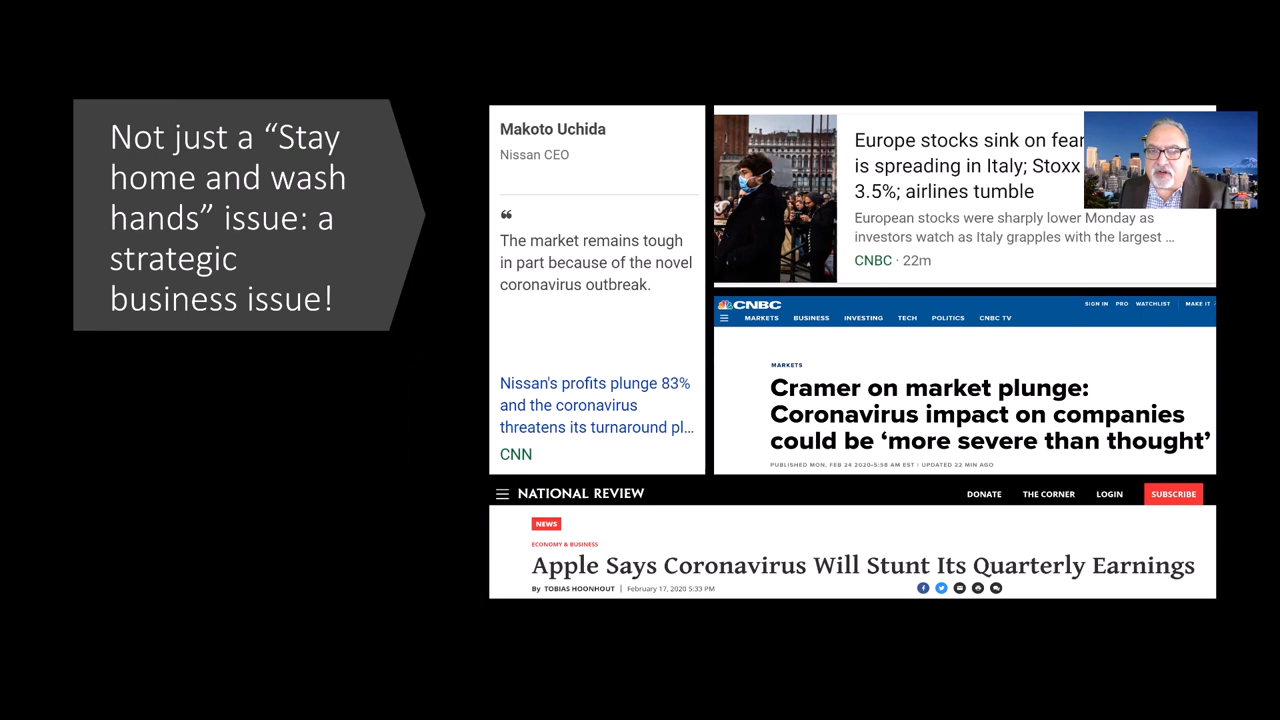 Not just a “Stay
home and wash
hands” issue: a
strategic
business issue!
Makoto Uchida
Nissan CEO
❝
The market remains tough
in part because of the novel
coronavirus outbreak.
Nissan's profits plunge 83%
and the coronavirus
threatens its turnaround pl...
CNN
Europe stocks sink on fear
is spreading in Italy; Stoxx
3.5%; airlines tumble
European stocks were sharply lower Monday as
investors watch as Italy grapples with the largest ...
CNBC · 22m
CNBC
SIGN IN PRO WATCHLIST MAKE IT
MARKETS BUSINESS INVESTING TECH POLITICS CNBC TV
MARKETS
Cramer on market plunge:
Coronavirus impact on companies
could be ‘more severe than thought’
PUBLISHED MON, FEB 24 2020•5:58 AM EST | UPDATED 22 MIN AGO
NATIONAL REVIEW
DONATE THE CORNER LOGIN SUBSCRIBE
NEWS
ECONOMY & BUSINESS
Apple Says Coronavirus Will Stunt Its Quarterly Earnings
By TOBIAS HOONHOUT | February 17, 2020 5:33 PM